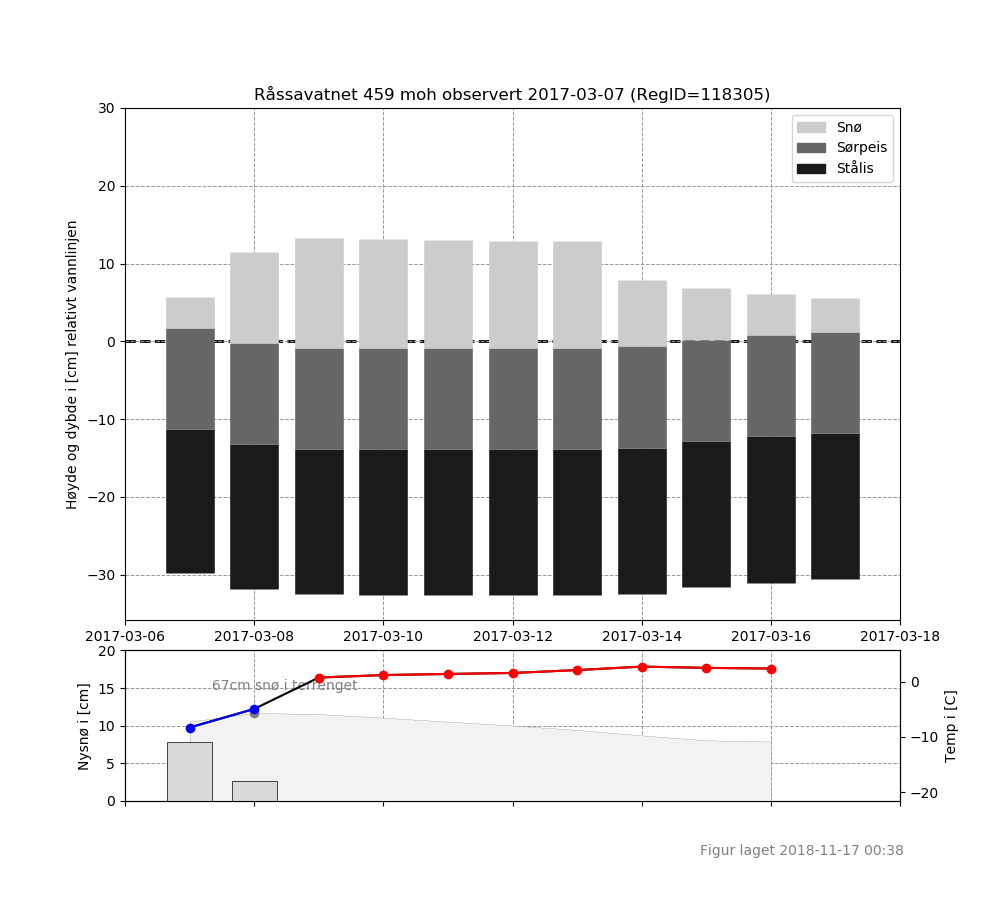 Råssavatnet 459 moh observert 2017-03-07 (RegID=118305)
30
20
10
0
−10
−20
−30
Høyde og dybde i [cm] relativt vannlinjen
Snø
Sørpeis
Stålis
2017-03-06
2017-03-08
2017-03-10
2017-03-12
2017-03-14
2017-03-16
2017-03-18
20
15
10
5
0
Nysnø i [cm]
67cm snø i terrenget
0
−10
−20
Temp i [C]
Figur laget 2018-11-17 00:38